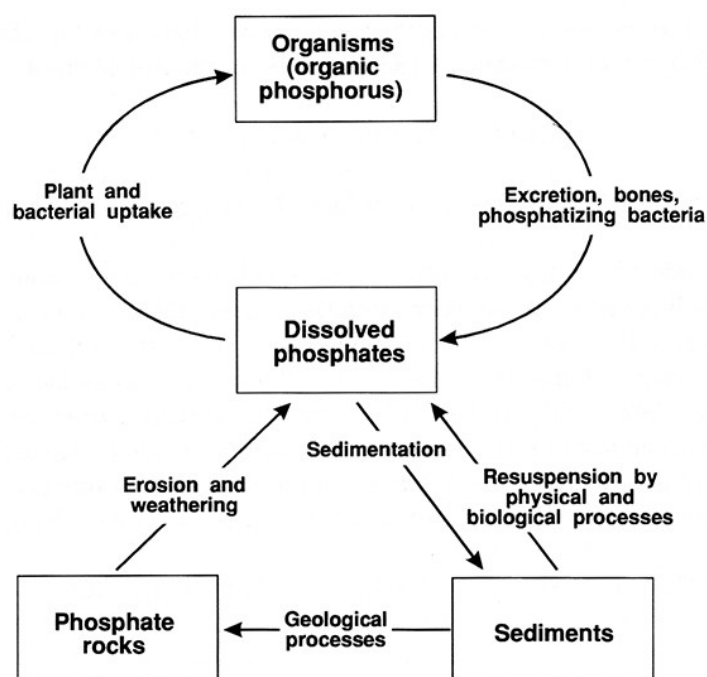 Organisms
(organic
phosphorus)
Plant and
bacterial uptake
Excretion, bones,
phosphatizing bacteria
Dissolved
phosphates
Sedimentation
Erosion and
weathering
Resuspension by
physical and
biological processes
Phosphate
rocks
Geological
processes
Sediments